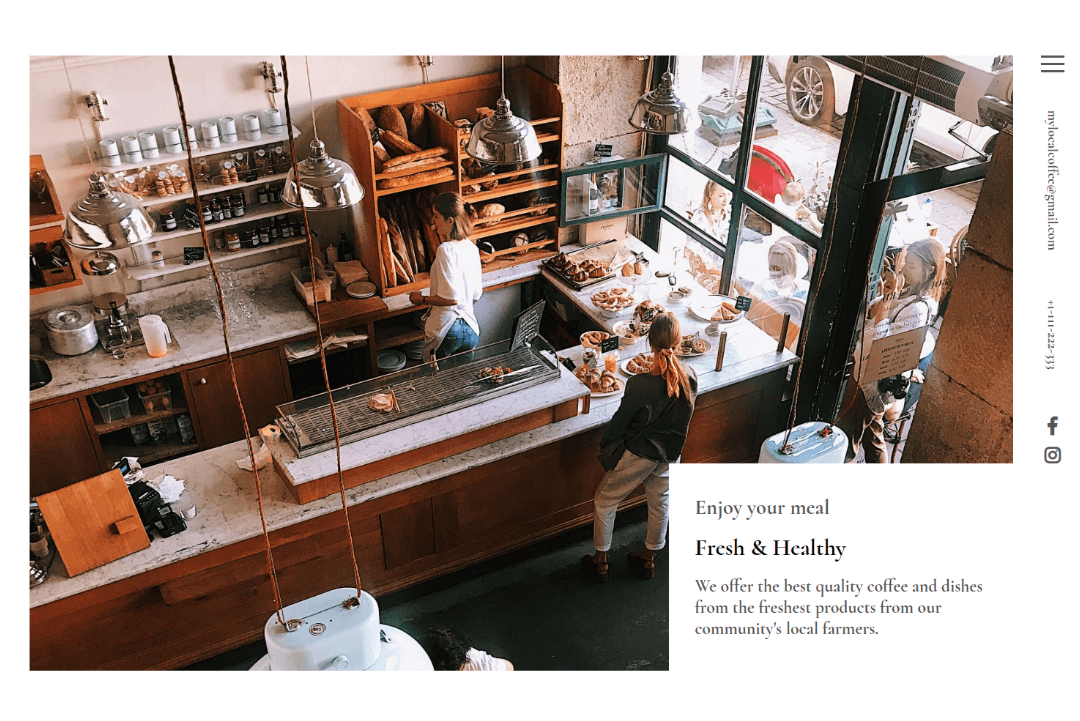 mylocalcoffee@gmail.com
+1-111-222-333
Enjoy your meal
Fresh & Healthy
We offer the best quality coffee and dishes
from the freshest products from our
community's local farmers.